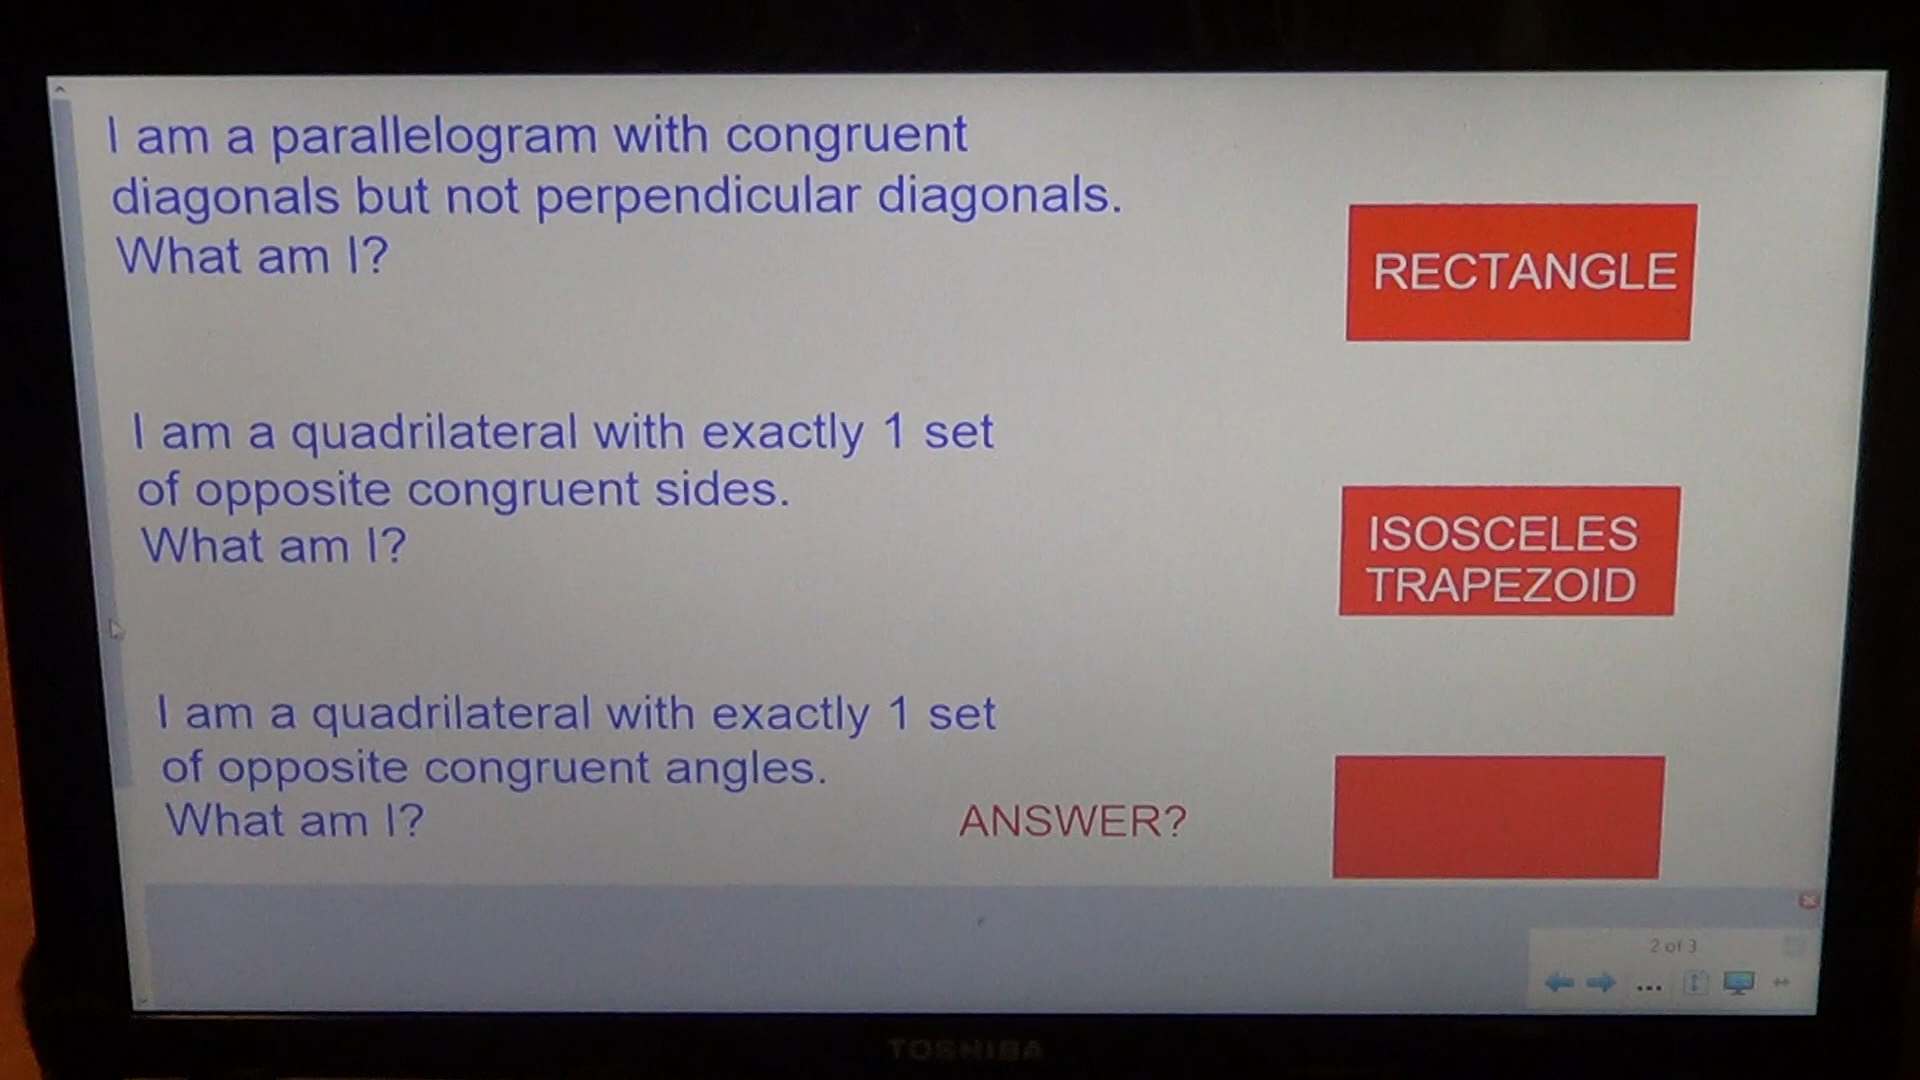 I am a parallelogram with congruent
diagonals but not perpendicular diagonals.
What am I?
RECTANGLE
I am a quadrilateral with exactly 1 set
of opposite congruent sides.
What am I?
ISOSCELES
TRAPEZOID
I am a quadrilateral with exactly 1 set
of opposite congruent angles.
What am I?
ANSWER?
2 of 3
...
TOSHIBA